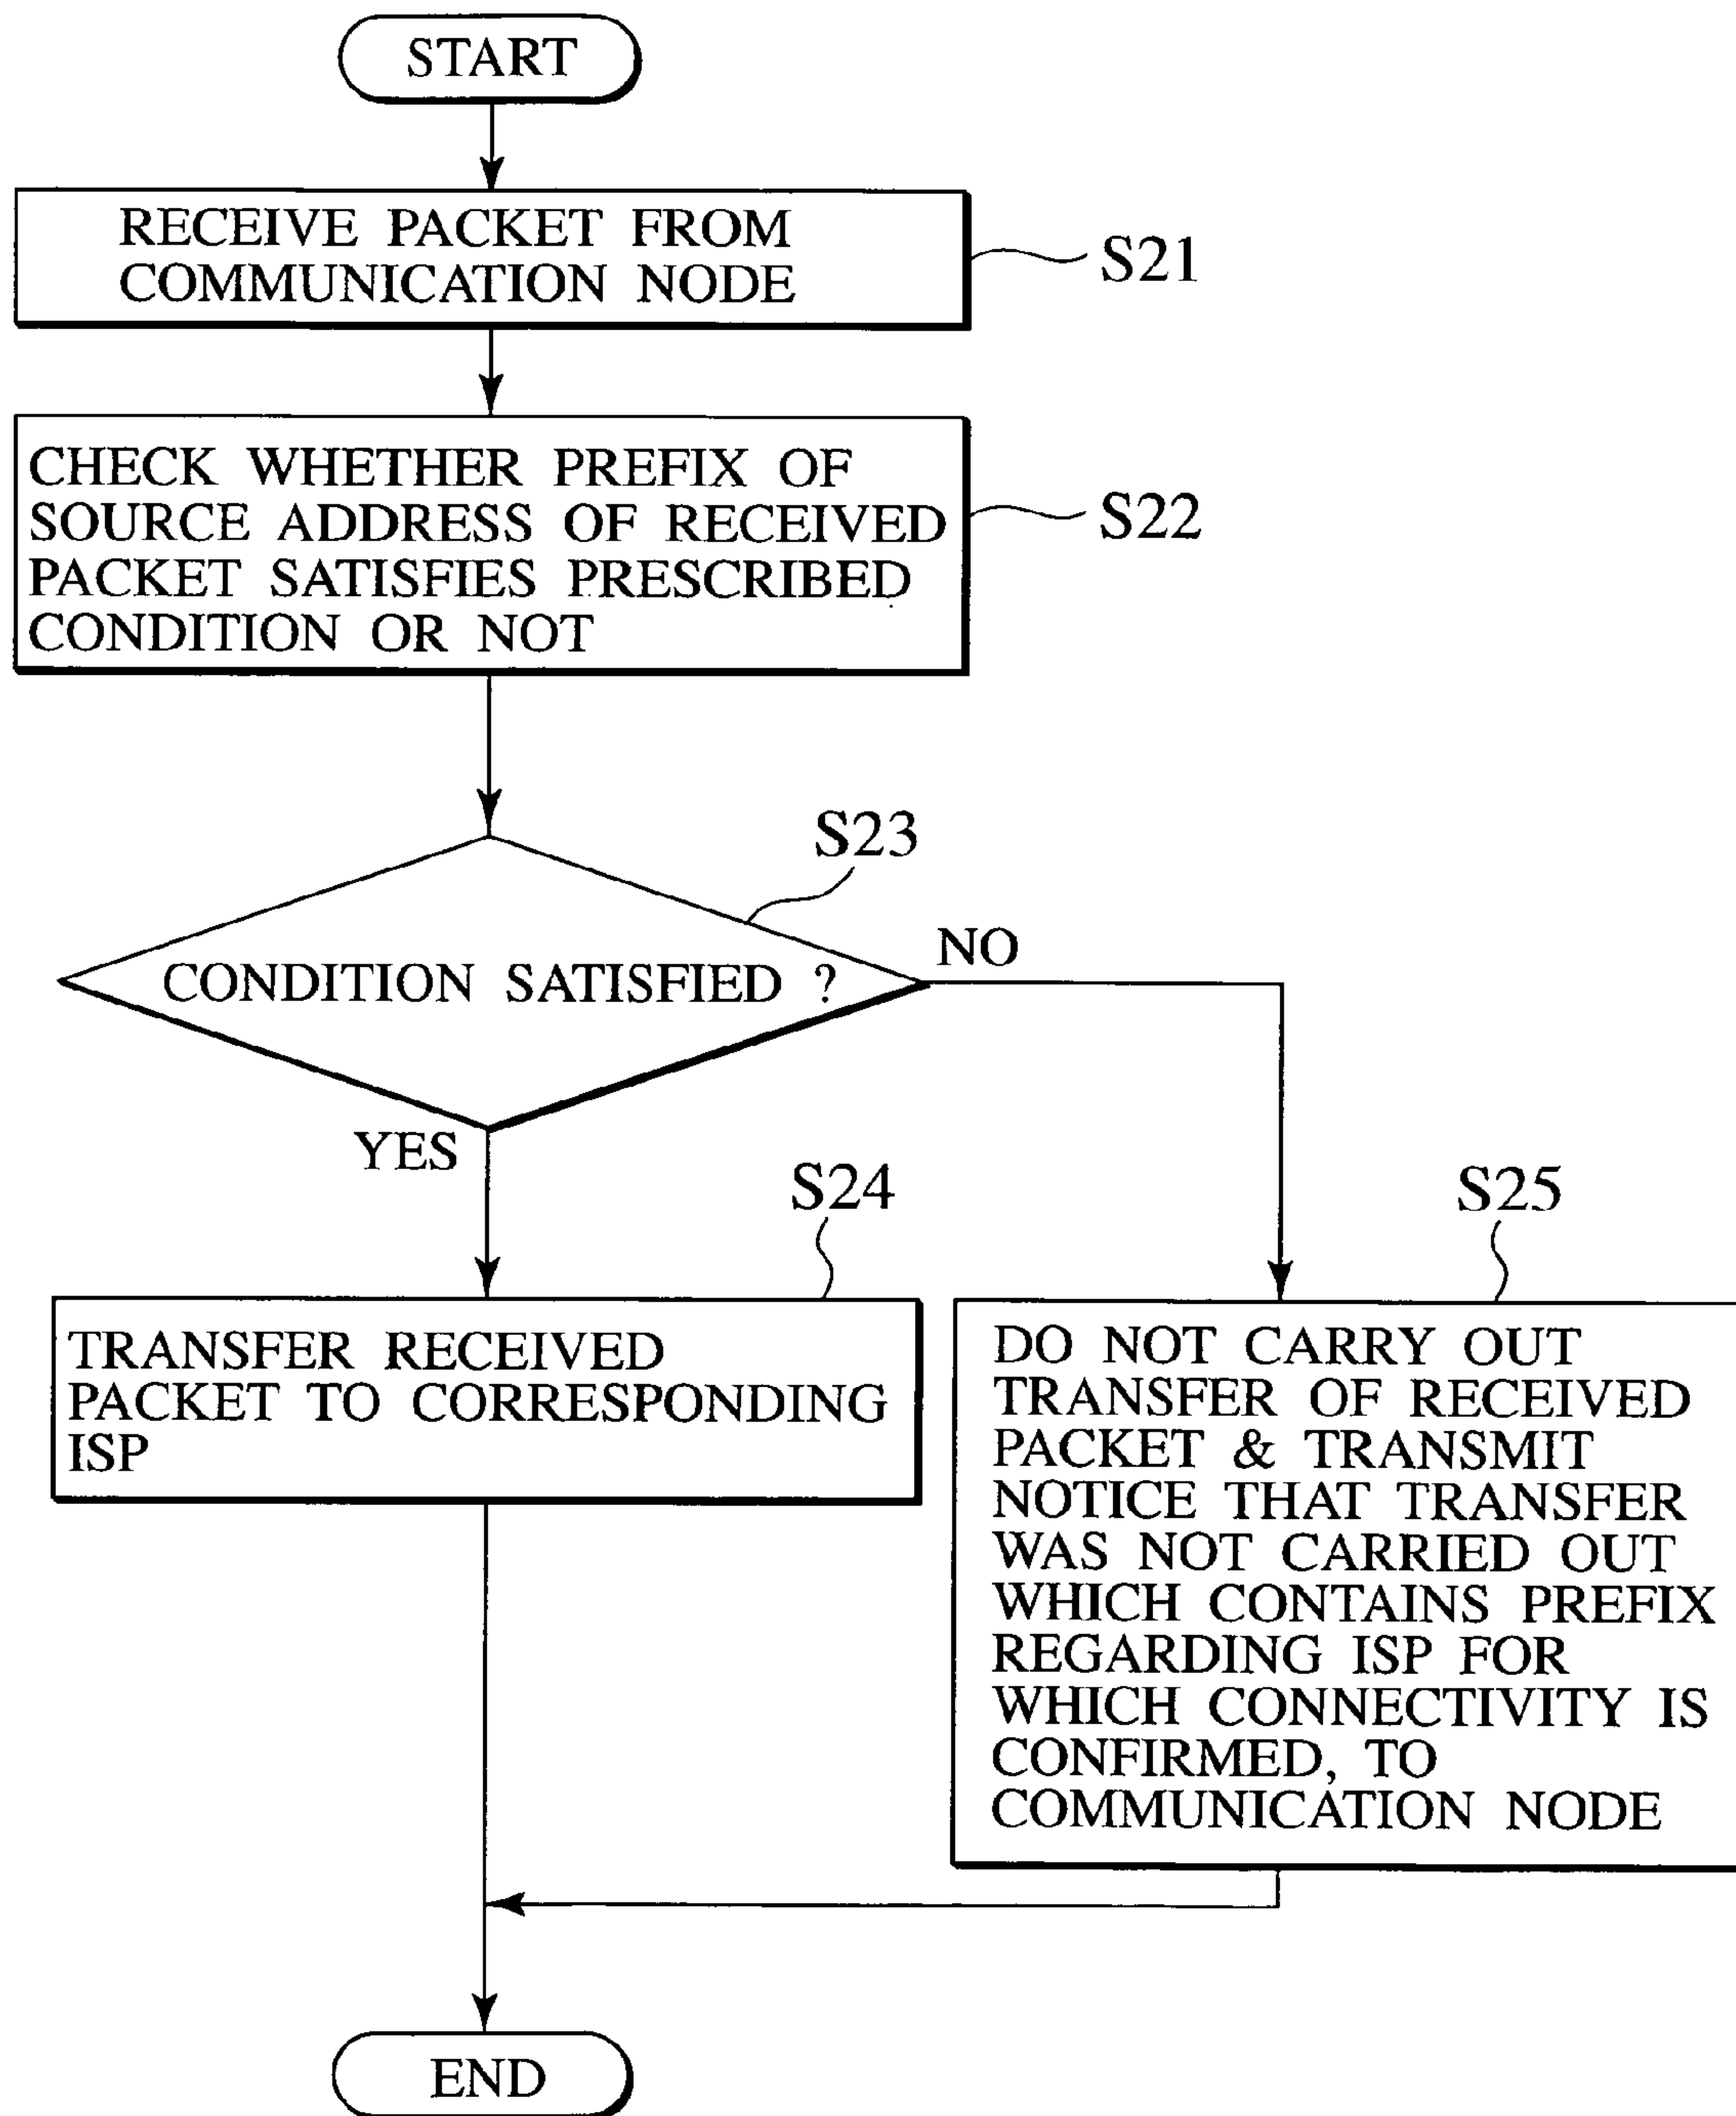 START
RECEIVE PACKET FROM
COMMUNICATION NODE
S21
CHECK WHETHER PREFIX OF
SOURCE ADDRESS OF RECEIVED
PACKET SATISFIES PRESCRIBED
CONDITION OR NOT
S22
S23
CONDITION SATISFIED ?
NO
YES
S24
TRANSFER RECEIVED
PACKET TO CORRESPONDING
ISP
S25
DO NOT CARRY OUT
TRANSFER OF RECEIVED
PACKET & TRANSMIT
NOTICE THAT TRANSFER
WAS NOT CARRIED OUT
WHICH CONTAINS PREFIX
REGARDING ISP FOR
WHICH CONNECTIVITY IS
CONFIRMED, TO
COMMUNICATION NODE
END